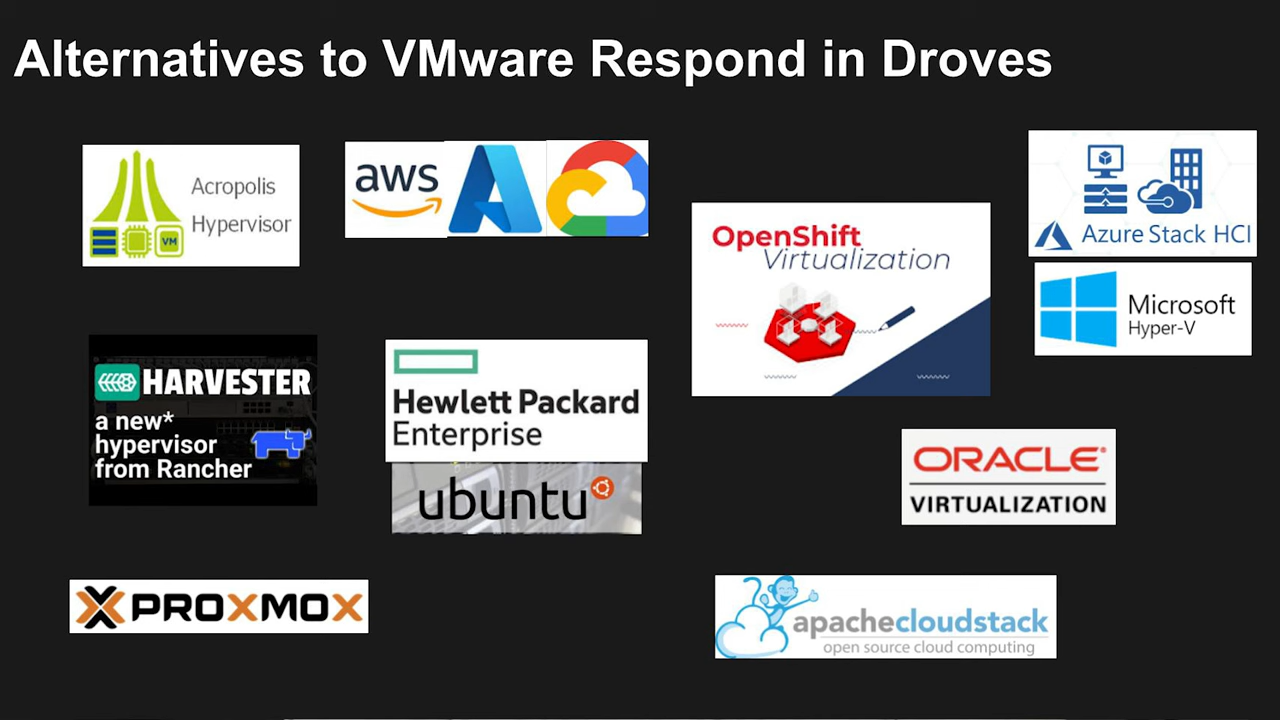 Alternatives to VMware Respond in Droves
Acropolis
Hypervisor
VM
aws
OpenShift
Virtualization
Azure Stack HCI
Microsoft
Hyper-V
HARVESTER
a new*
hypervisor
from Rancher
Hewlett Packard
Enterprise
ubuntu
ORACLE®
VIRTUALIZATION
PROXMOX
apachecloudstack
open source cloud computing